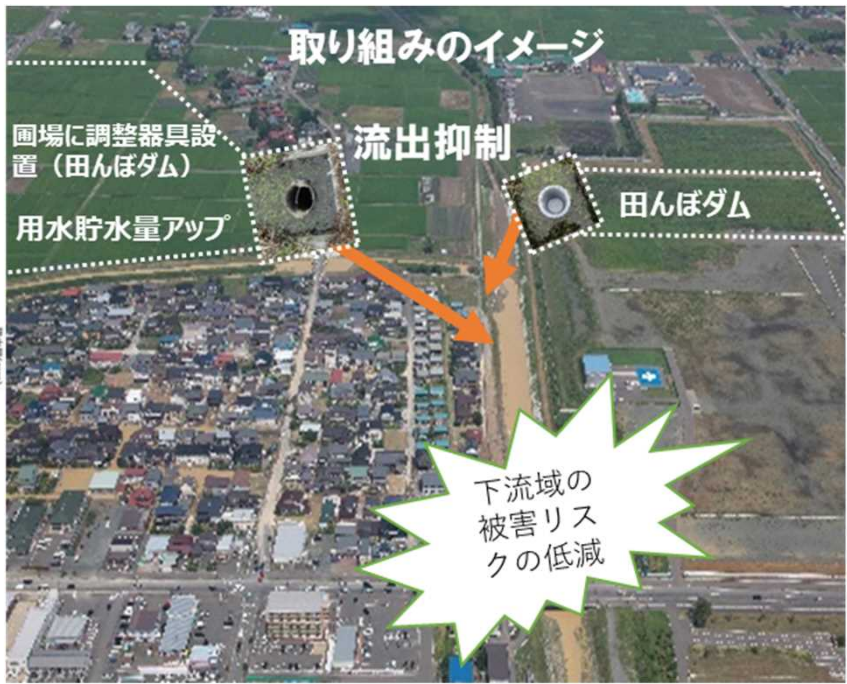 取り組みのイメージ
圃場に調整器具設
置（田んぼダム）
流出抑制
用水貯水量アップ
田んぼダム
下流域の
被害リス
クの低減